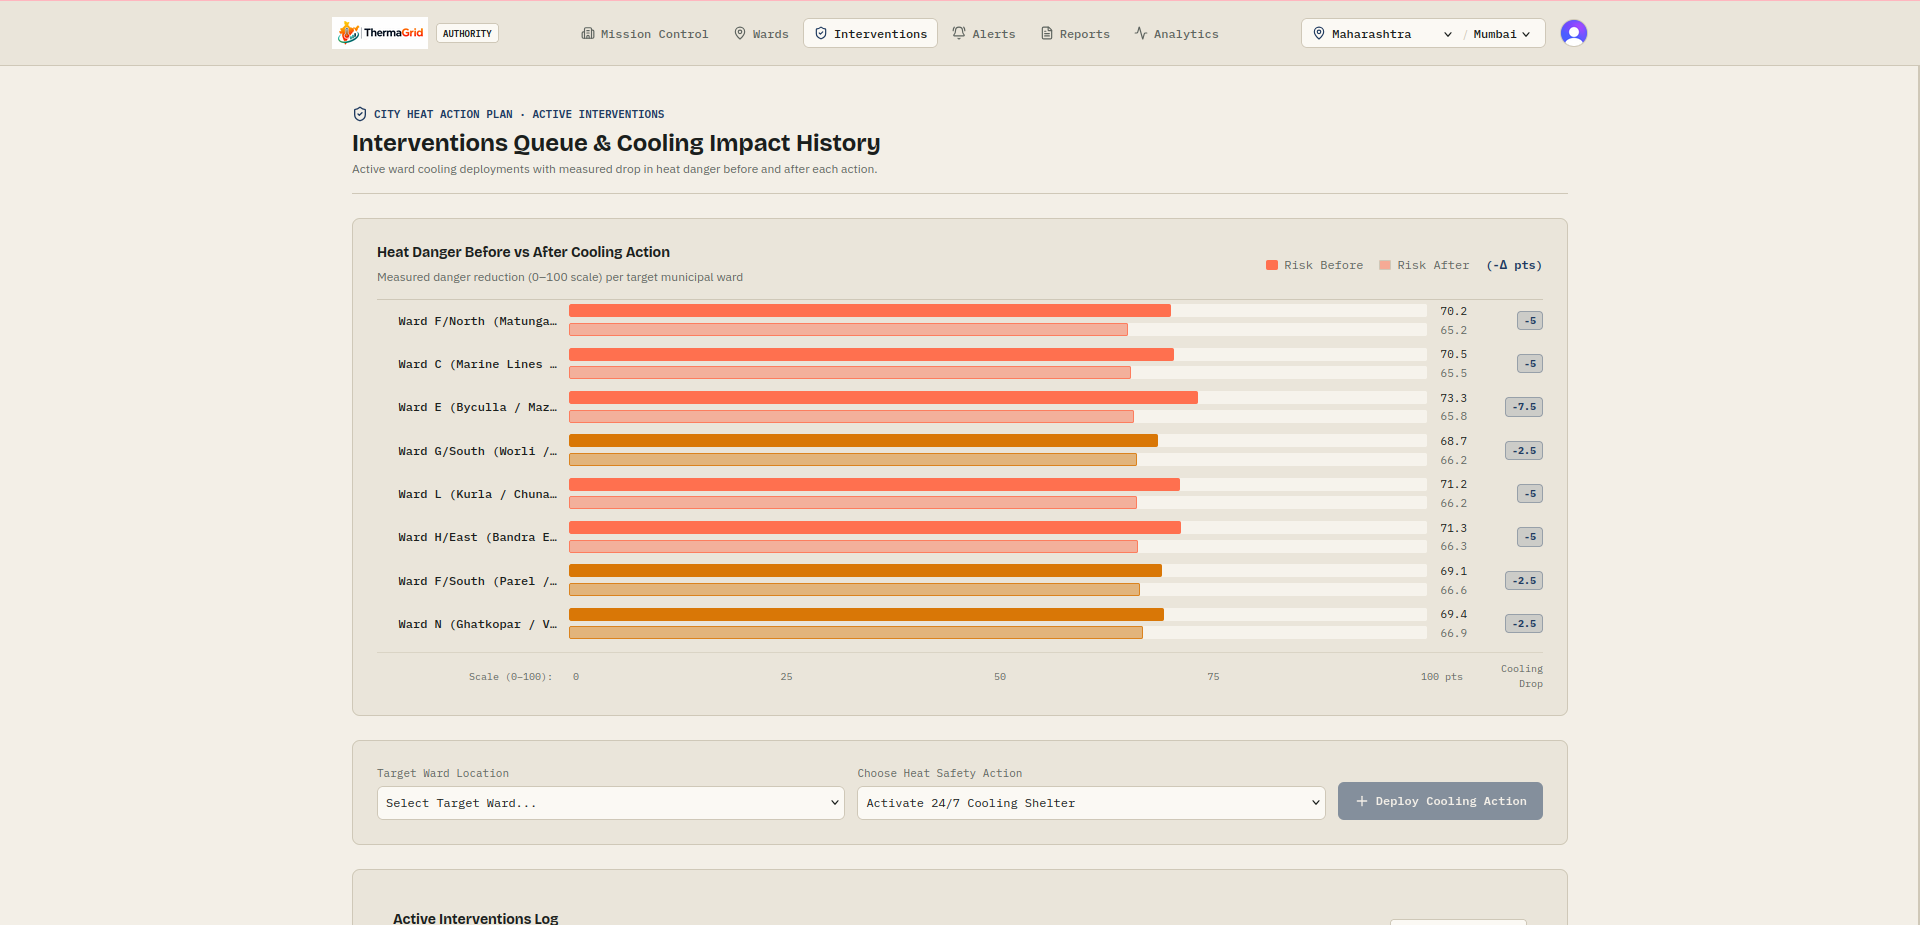 ThermaGrid AUTHORITY Mission Control Wards Interventions Alerts Reports Analytics Maharashtra / Mumbai
CITY HEAT ACTION PLAN · ACTIVE INTERVENTIONS
Interventions Queue & Cooling Impact History
Active ward cooling deployments with measured drop in heat danger before and after each action.
Heat Danger Before vs After Cooling Action
Measured danger reduction (0–100 scale) per target municipal ward
Risk Before Risk After (-Δ pts)
Ward F/North (Matunga… 70.2 65.2 -5
Ward C (Marine Lines … 70.5 65.5 -5
Ward E (Byculla / Maz… 73.3 65.8 -7.5
Ward G/South (Worli /… 68.7 66.2 -2.5
Ward L (Kurla / Chuna… 71.2 66.2 -5
Ward H/East (Bandra E… 71.3 66.3 -5
Ward F/South (Parel /… 69.1 66.6 -2.5
Ward N (Ghatkopar / V… 69.4 66.9 -2.5
Scale (0–100): 0 25 50 75 100 pts Cooling
Drop
Target Ward Location
Select Target Ward...
Choose Heat Safety Action
Activate 24/7 Cooling Shelter
+ Deploy Cooling Action
Active Interventions Log